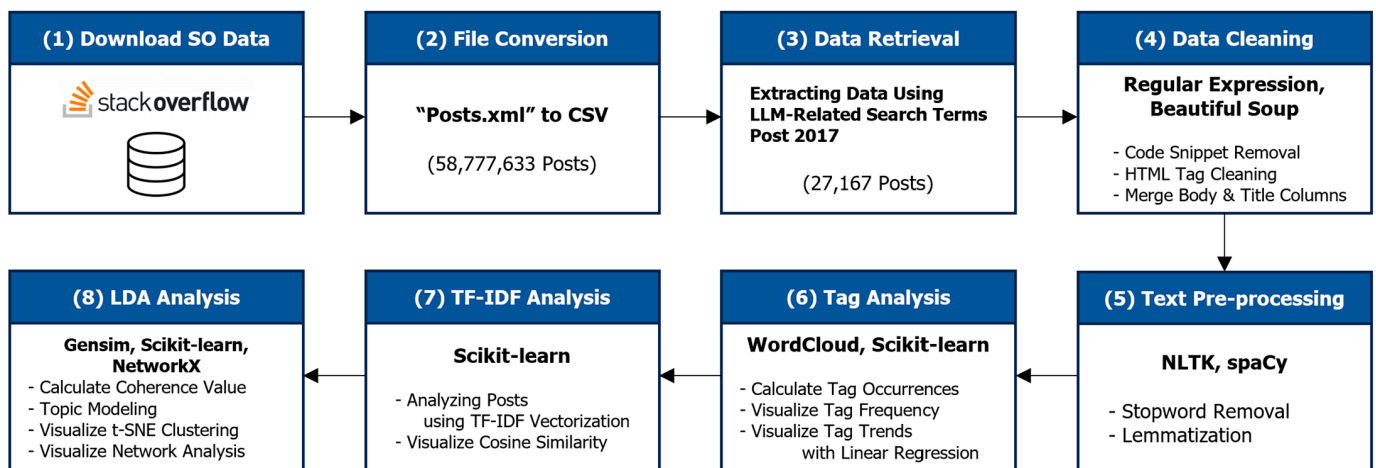 (1) Download SO Data
stackoverflow
(2) File Conversion
“Posts.xml” to CSV
(58,777,633 Posts)
(3) Data Retrieval
Extracting Data Using
LLM-Related Search Terms
Post 2017
(27,167 Posts)
(4) Data Cleaning
Regular Expression,
Beautiful Soup
- Code Snippet Removal
- HTML Tag Cleaning
- Merge Body & Title Columns
(8) LDA Analysis
Gensim, Scikit-learn,
NetworkX
- Calculate Coherence Value
- Topic Modeling
- Visualize t-SNE Clustering
- Visualize Network Analysis
(7) TF-IDF Analysis
Scikit-learn
- Analyzing Posts
using TF-IDF Vectorization
- Visualize Cosine Similarity
(6) Tag Analysis
WordCloud, Scikit-learn
- Calculate Tag Occurrences
- Visualize Tag Frequency
- Visualize Tag Trends
with Linear Regression
(5) Text Pre-processing
NLTK, spaCy
- Stopword Removal
- Lemmatization